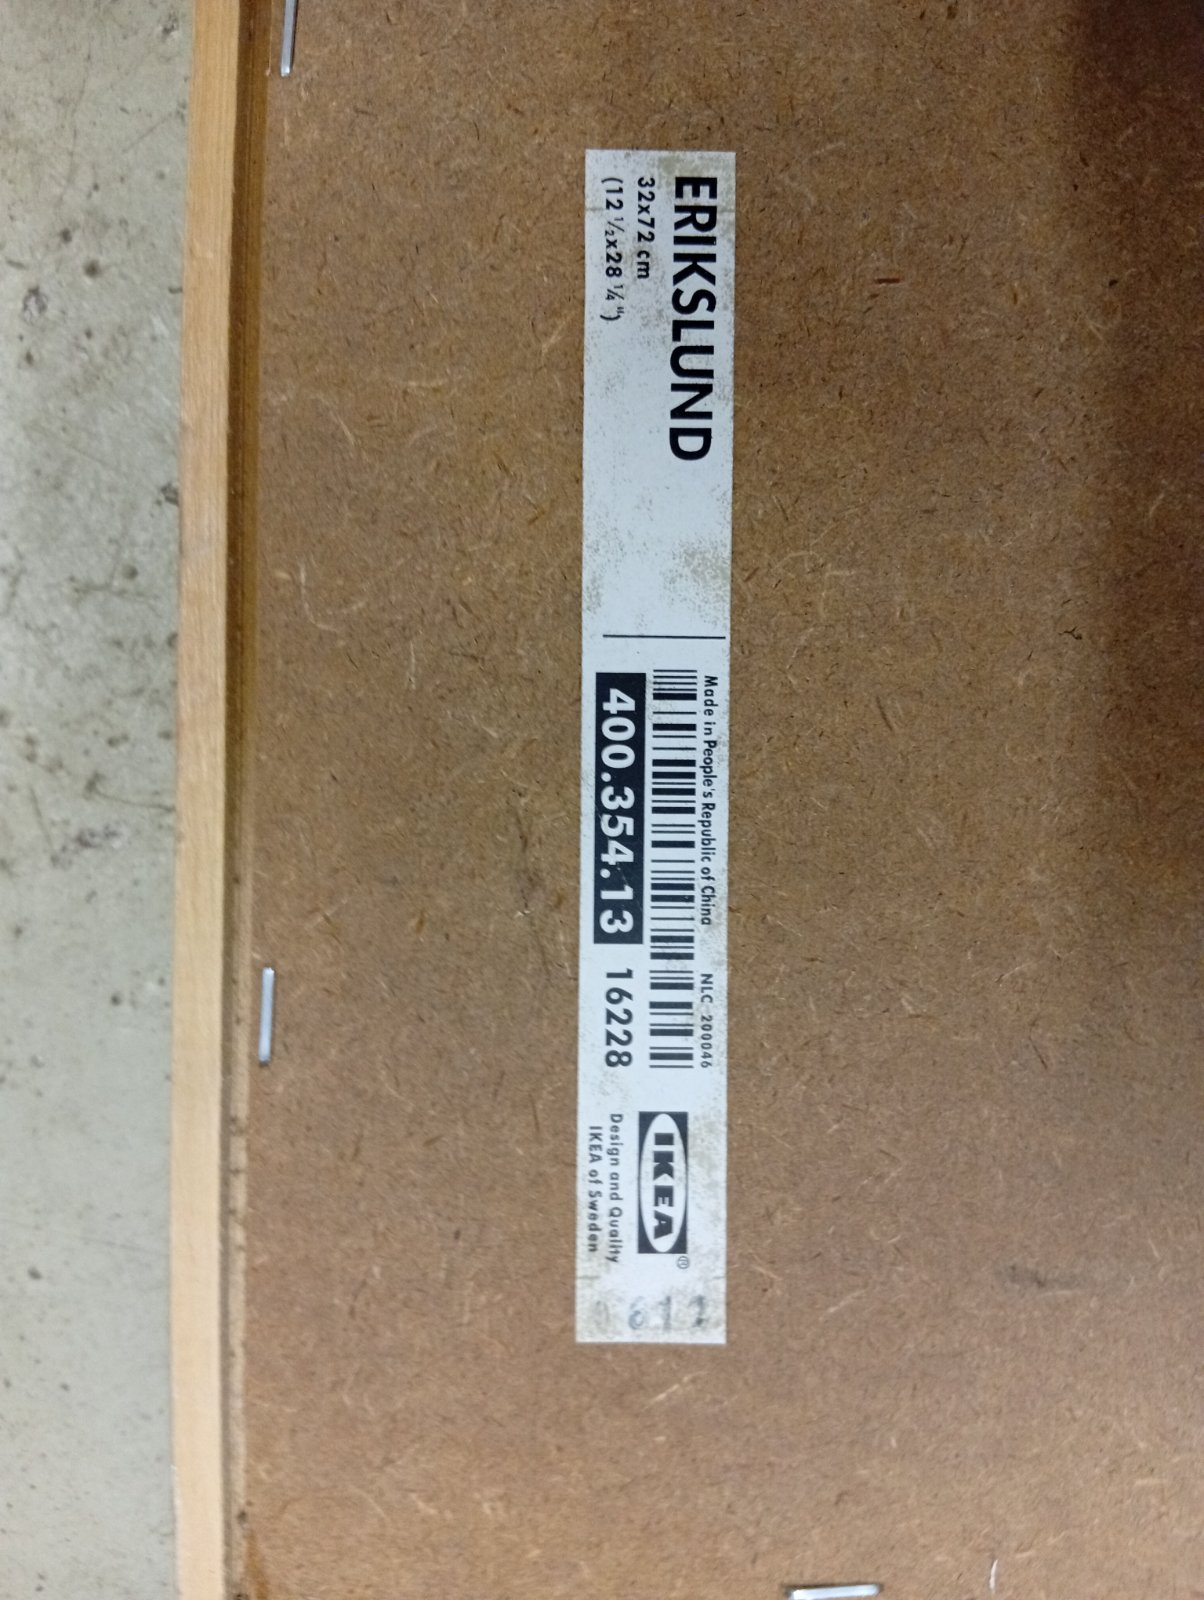 ERIKSLUND
32x72 cm
(12 ½x28 ¼")
Made in People's Republic of China NLC 200046
400.354.13 16228
IKEA®
Design and Quality
IKEA of Sweden